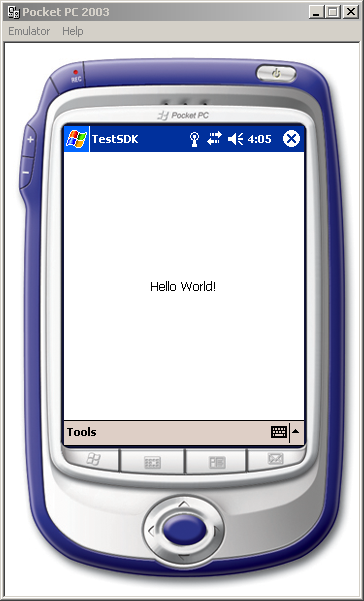 Pocket PC 2003
Emulator Help
REC
Pocket PC
TestSDK 4:05
Hello World!
Tools